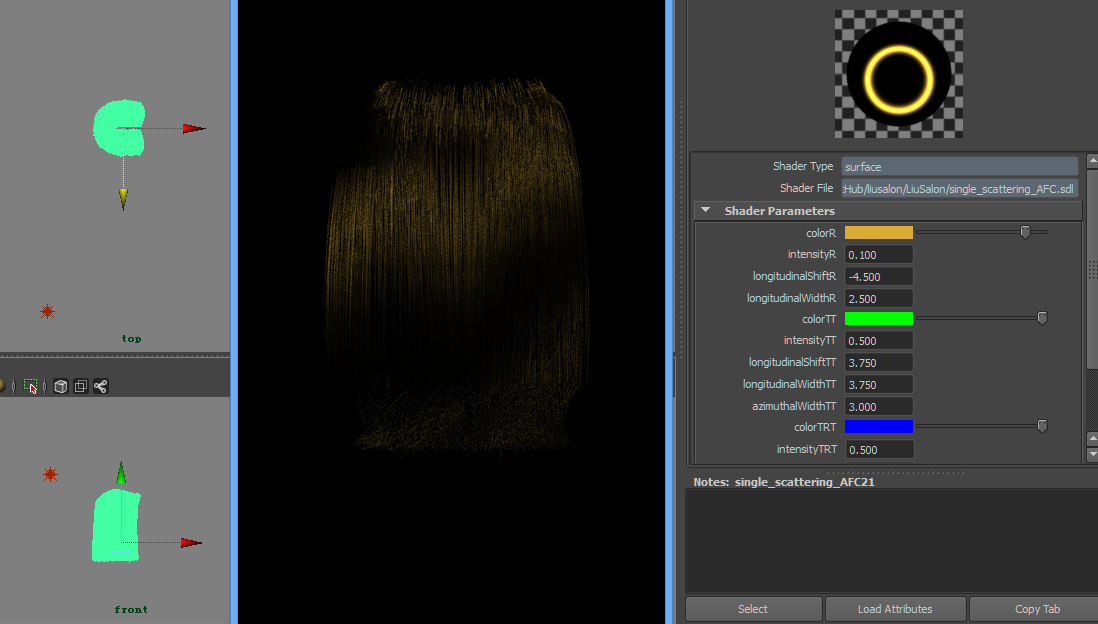 top
front
Shader Type surface
Shader File :Hub/liusalon/LiuSalon/single_scattering_AFC.sdl
Shader Parameters
colorR
intensityR 0.100
longitudinalShiftR -4.500
longitudinalWidthR 2.500
colorTT
intensityTT 0.500
longitudinalShiftTT 3.750
longitudinalWidthTT 3.750
azimuthalWidthTT 3.000
colorTRT
intensityTRT 0.500
Notes: single_scattering_AFC21
Select Load Attributes Copy Tab